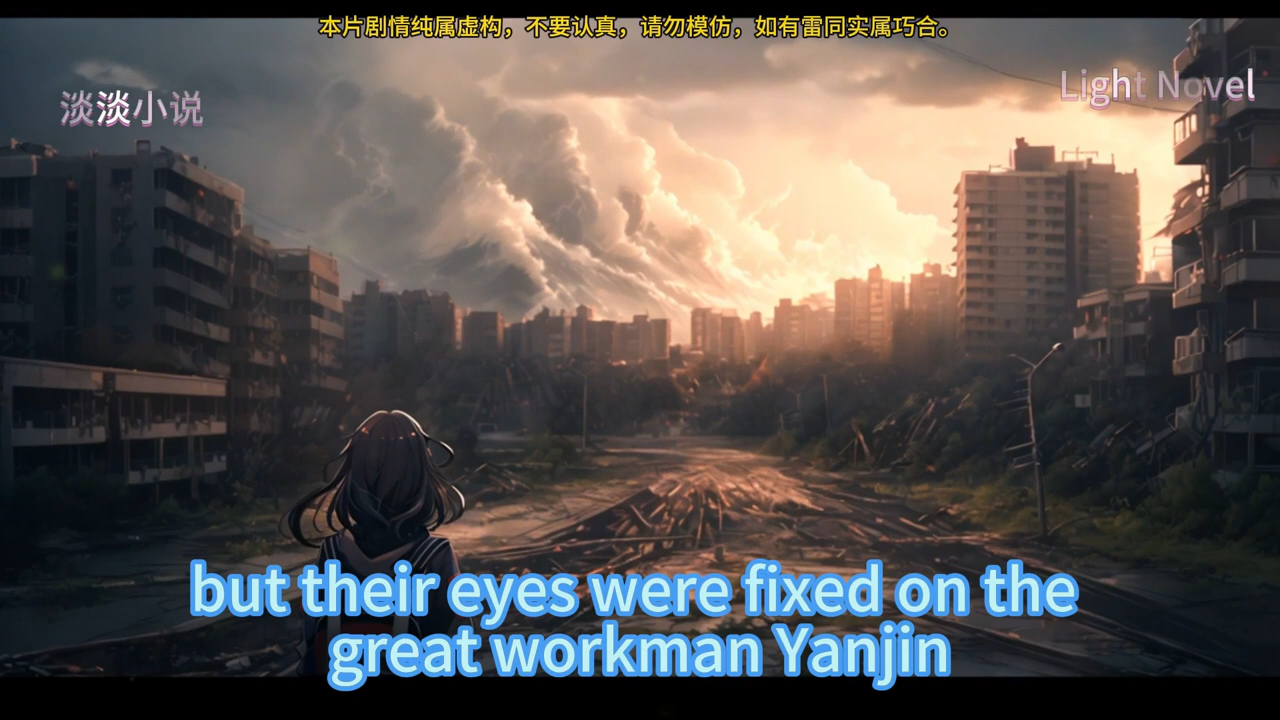 本片剧情纯属虚构，不要认真，请勿模仿，如有雷同实属巧合。
淡淡小说
Light Novel
but their eyes were fixed on the
great workman Yanjin